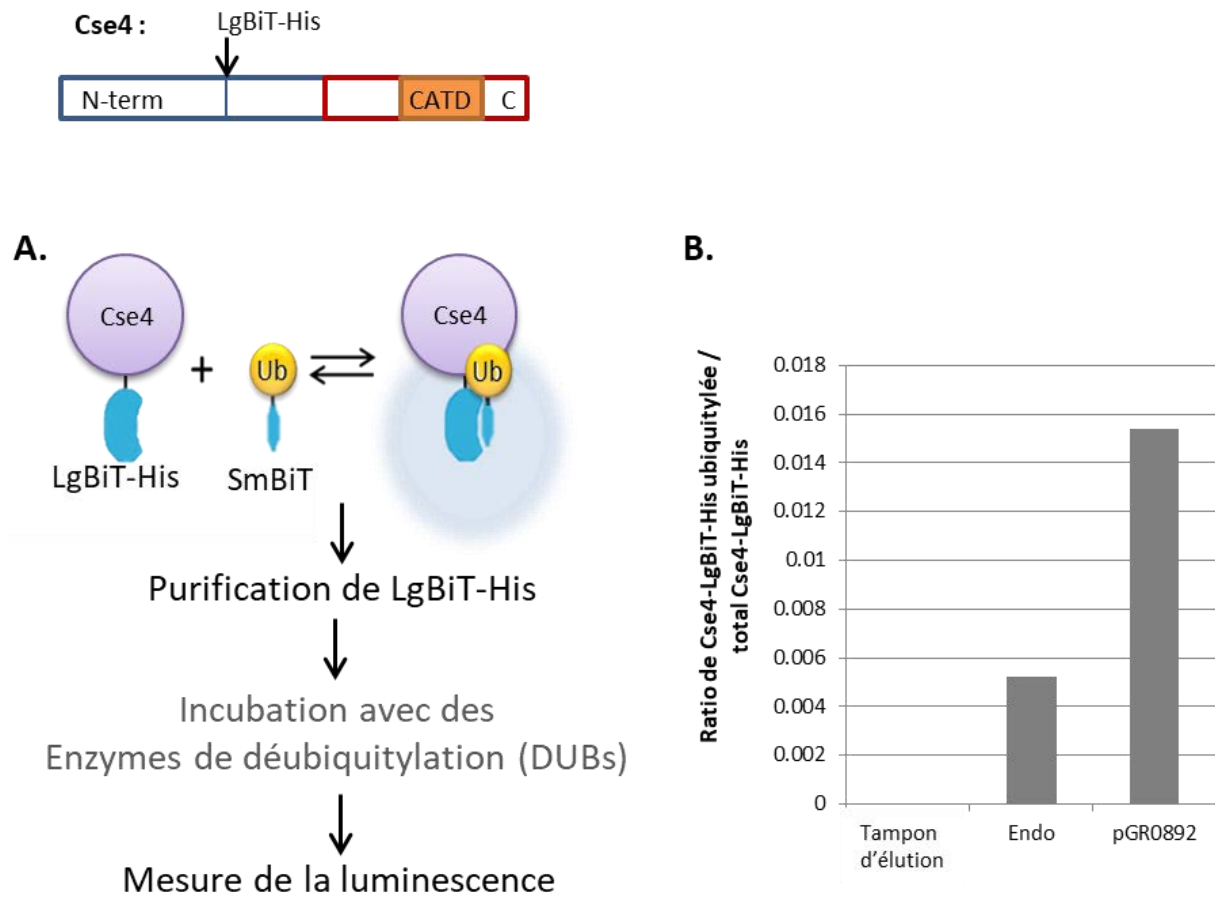 Cse4 :
LgBiT-His
N-term
CATD
C
A.
Cse4
+
Ub
Cse4
Ub
LgBiT-His
SmBiT
Purification de LgBiT-His
Incubation avec des
Enzymes de déubiquitylation (DUBs)
Mesure de la luminescence
B.
Ratio de Cse4-LgBiT-His ubiquitylée /
total Cse4-LgBiT-His
0.018
0.016
0.014
0.012
0.01
0.008
0.006
0.004
0.002
0
Tampon
d'élution
Endo
pGR0892